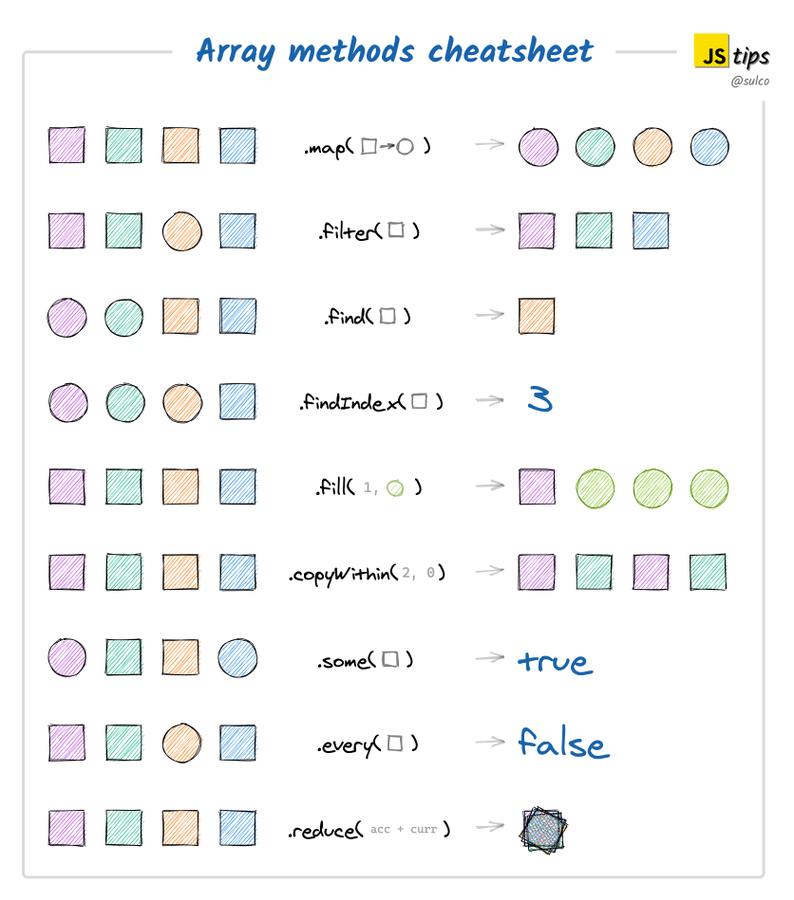 Array methods cheatsheet
JS tips
@sulco
.map( → )
.filter( )
.find( )
.findIndex( )
3
.fill( 1, )
.copyWithin( 2, 0 )
.some( )
true
.every( )
false
.reduce( acc + curr )